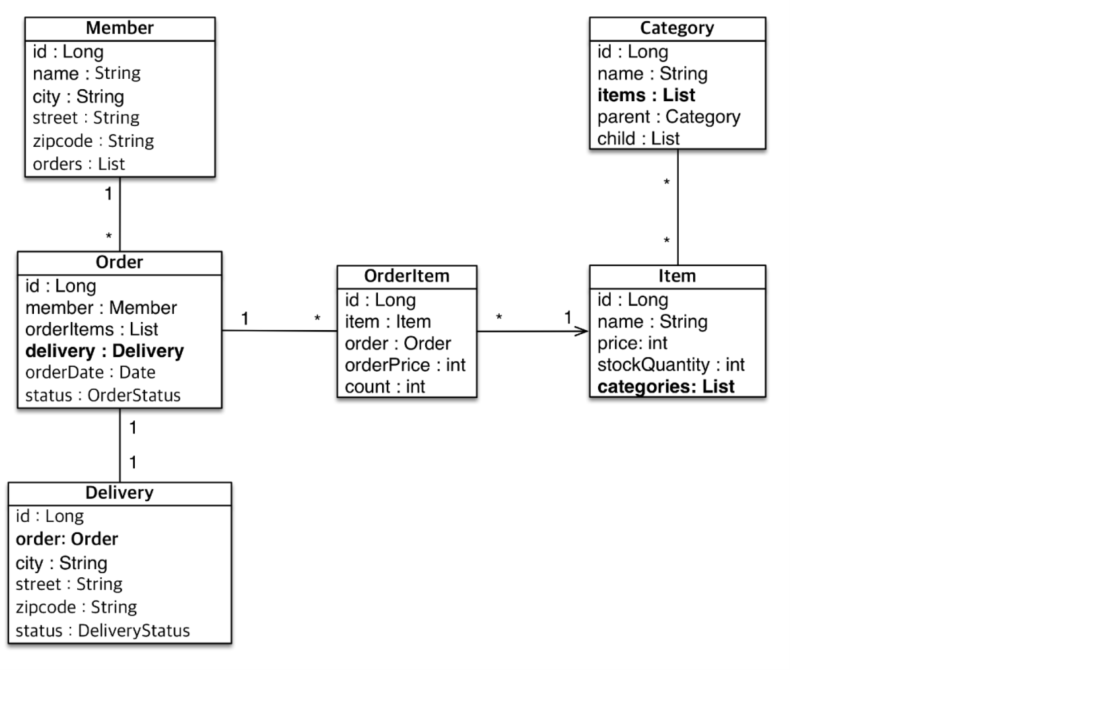 Member
id : Long
name : String
city : String
street : String
zipcode : String
orders : List
1
*
Order
id : Long
member : Member
orderItems : List
delivery : Delivery
orderDate : Date
status : OrderStatus
1
1
Delivery
id : Long
order: Order
city : String
street : String
zipcode : String
status : DeliveryStatus
1
*
OrderItem
id : Long
item : Item
order : Order
orderPrice : int
count : int
*
1
Category
id : Long
name : String
items : List
parent : Category
child : List
*
*
Item
id : Long
name : String
price: int
stockQuantity : int
categories: List